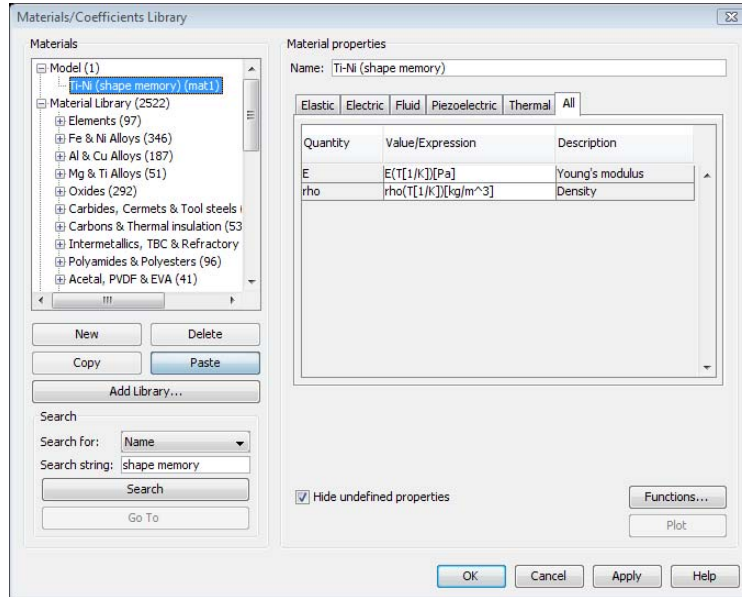 Materials/Coefficients Library
Materials
Model (1)
Ti-Ni (shape memory) (mat1)
Material Library (2522)
Elements (97)
Fe & Ni Alloys (346)
Al & Cu Alloys (187)
Mg & Ti Alloys (51)
Oxides (292)
Carbides, Cermets & Tool steels (
Carbons & Thermal insulation (53
Intermetallics, TBC & Refractory
Polyamides & Polyesters (96)
Acetal, PVDF & EVA (41)
New Delete
Copy Paste
Add Library...
Search
Search for: Name
Search string: shape memory
Search
Go To
Material properties
Name: Ti-Ni (shape memory)
Elastic Electric Fluid Piezoelectric Thermal All
Quantity Value/Expression Description
E E(T[1/K])[Pa] Young's modulus
rho rho(T[1/K])[kg/m^3] Density
Hide undefined properties
Functions...
Plot
OK Cancel Apply Help